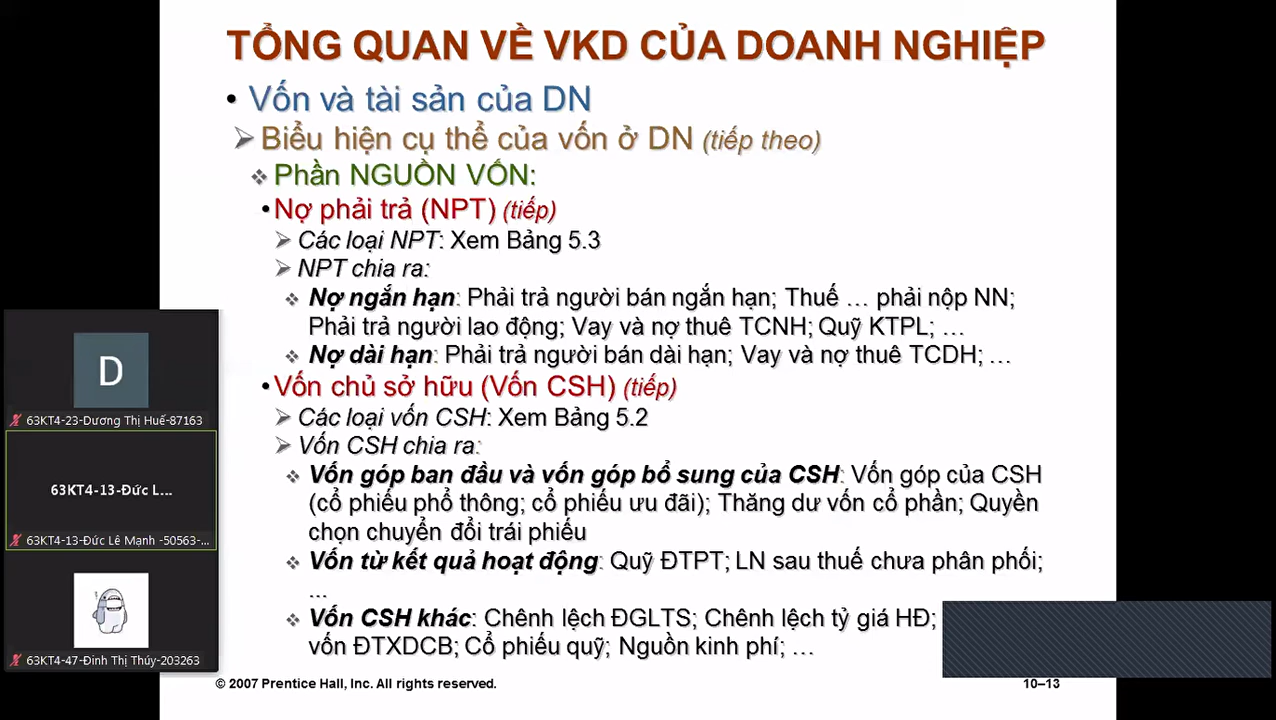 TỔNG QUAN VỀ VKD CỦA DOANH NGHIỆP
• Vốn và tài sản của DN
➢ Biểu hiện cụ thể của vốn ở DN (tiếp theo)
❖ Phần NGUỒN VỐN:
• Nợ phải trả (NPT) (tiếp)
➢ Các loại NPT: Xem Bảng 5.3
➢ NPT chia ra:
❖ Nợ ngắn hạn: Phải trả người bán ngắn hạn; Thuế … phải nộp NN;
Phải trả người lao động; Vay và nợ thuê TCNH; Quỹ KTPL; …
❖ Nợ dài hạn: Phải trả người bán dài hạn; Vay và nợ thuê TCDH; …
• Vốn chủ sở hữu (Vốn CSH) (tiếp)
➢ Các loại vốn CSH: Xem Bảng 5.2
➢ Vốn CSH chia ra:
❖ Vốn góp ban đầu và vốn góp bổ sung của CSH: Vốn góp của CSH
(cổ phiếu phổ thông; cổ phiếu ưu đãi); Thăng dư vốn cổ phần; Quyền
chọn chuyển đổi trái phiếu
❖ Vốn từ kết quả hoạt động: Quỹ ĐTPT; LN sau thuế chưa phân phối;
...
❖ Vốn CSH khác: Chênh lệch ĐGLTS; Chênh lệch tỷ giá HĐ;
vốn ĐTXDCB; Cổ phiếu quỹ; Nguồn kinh phí; …
© 2007 Prentice Hall, Inc. All rights reserved.
10–13
D
63KT4-23-Dương Thị Huế-87163
63KT4-13-Đức L...
63KT4-13-Đức Lê Mạnh -50563-...
63KT4-47-Đinh Thị Thúy-203263